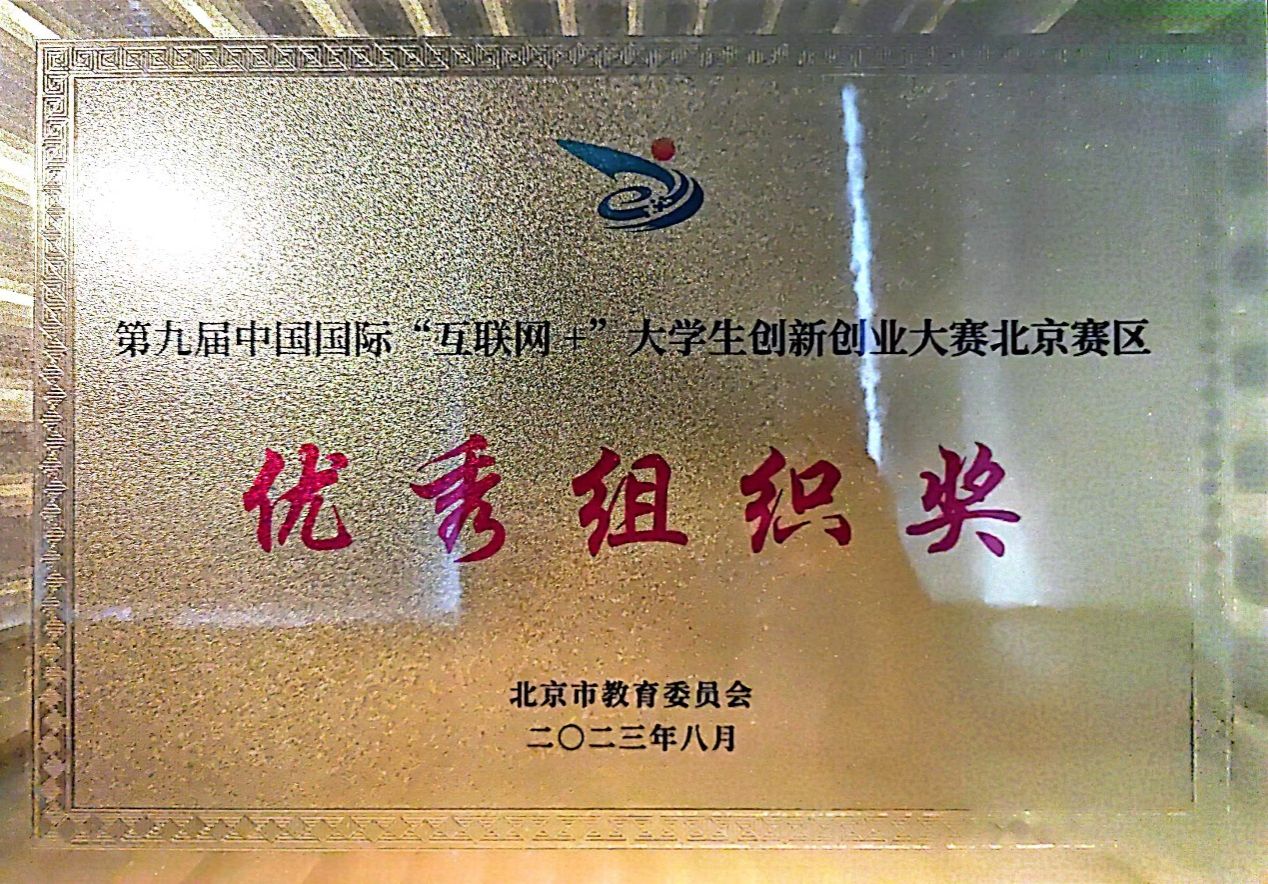 第九届中国国际“互联网+”大学生创新创业大赛北京赛区
优秀组织奖
北京市教育委员会
二〇二三年八月